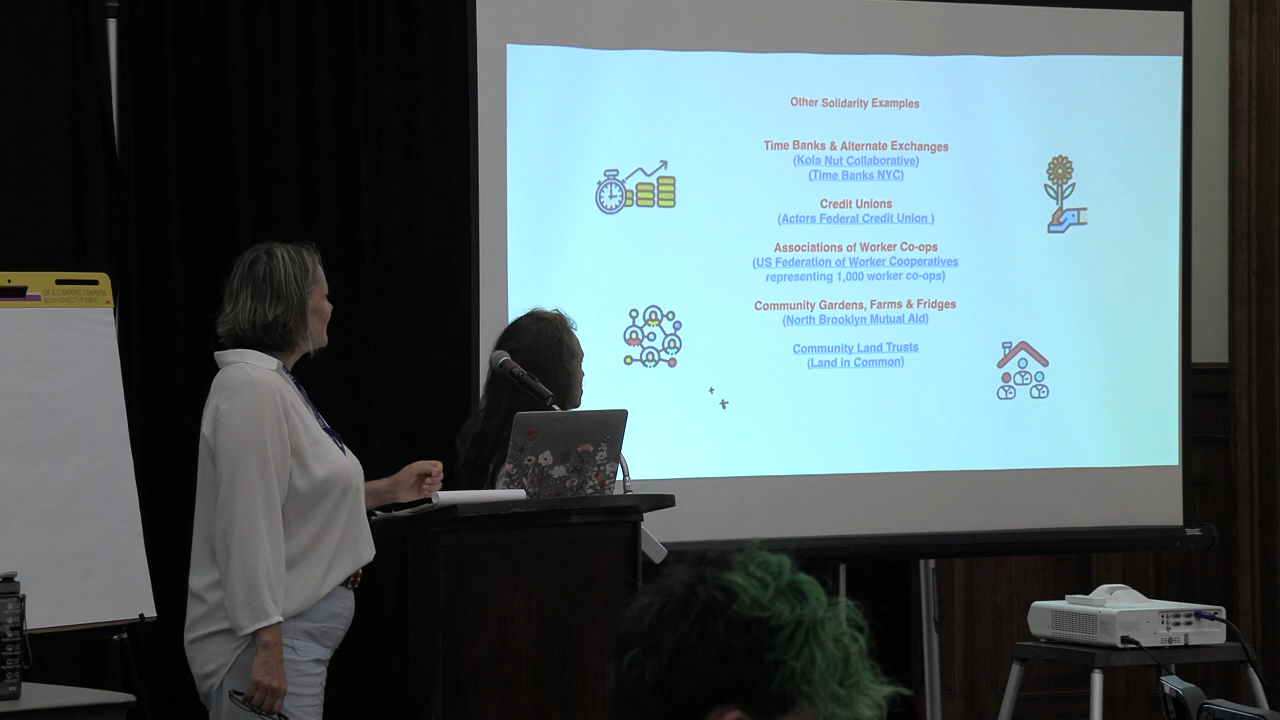 Other Solidarity Examples
Time Banks & Alternate Exchanges
(Kola Nut Collaborative)
(Time Banks NYC)
Credit Unions
(Actors Federal Credit Union )
Associations of Worker Co-ops
(US Federation of Worker Cooperatives
representing 1,000 worker co-ops)
Community Gardens, Farms & Fridges
(North Brooklyn Mutual Aid)
Community Land Trusts
(Land in Common)